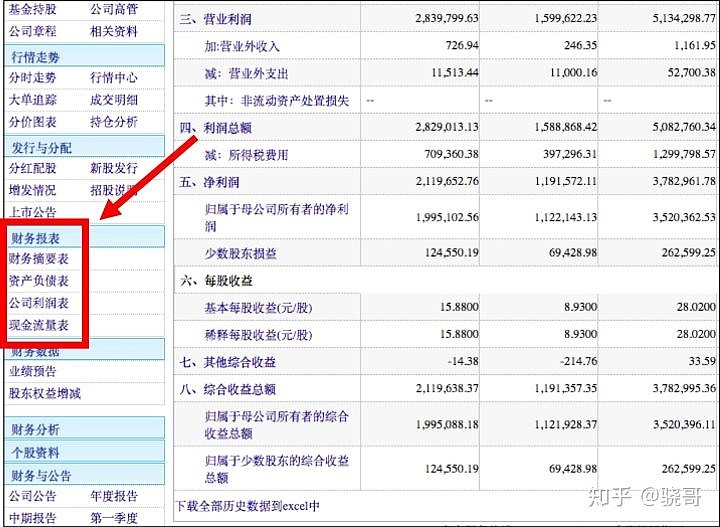 基金持股 公司高管
公司章程 相关资料
行情走势
分时走势 行情中心
大单追踪 成交明细
分价图表 持仓分析
发行与分配
分红配股 新股发行
增发情况 招股说明
上市公告
财务报表
财务摘要表
资产负债表
公司利润表
现金流量表
财务数据
业绩预告
股东权益增减
财务分析
个股资料
财务与公告
公司公告 年度报告
中期报告 第一季度
三、营业利润 2,839,799.63 1,599,622.23 5,134,298.77
加:营业外收入 726.94 246.35 1,161.95
减：营业外支出 11,513.44 11,000.16 52,700.38
其中：非流动资产处置损失 -- -- --
四、利润总额 2,829,013.13 1,588,868.42 5,082,760.34
减：所得税费用 709,360.38 397,296.31 1,299,798.57
五、净利润 2,119,652.76 1,191,572.11 3,782,961.78
归属于母公司所有者的净利
润 1,995,102.56 1,122,143.13 3,520,362.53
少数股东损益 124,550.19 69,428.98 262,599.25
六、每股收益
基本每股收益(元/股) 15.8800 8.9300 28.0200
稀释每股收益(元/股) 15.8800 8.9300 28.0200
七、其他综合收益 -14.38 -214.76 33.59
八、综合收益总额 2,119,638.37 1,191,357.35 3,782,995.36
归属于母公司所有者的综合
收益总额 1,995,088.18 1,121,928.37 3,520,396.11
归属于少数股东的综合收益
总额 124,550.19 69,428.98 262,599.25
下载全部历史数据到excel中
知乎 @骁哥